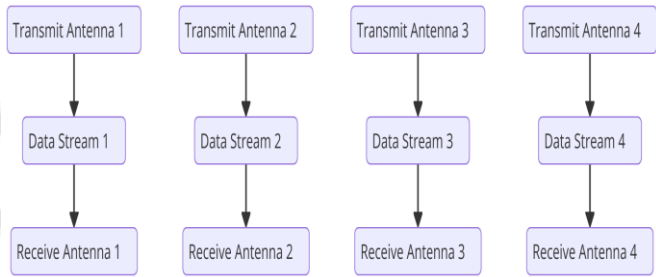 Transmit Antenna 1
Transmit Antenna 2
Transmit Antenna 3
Transmit Antenna 4
Data Stream 1
Data Stream 2
Data Stream 3
Data Stream 4
Receive Antenna 1
Receive Antenna 2
Receive Antenna 3
Receive Antenna 4